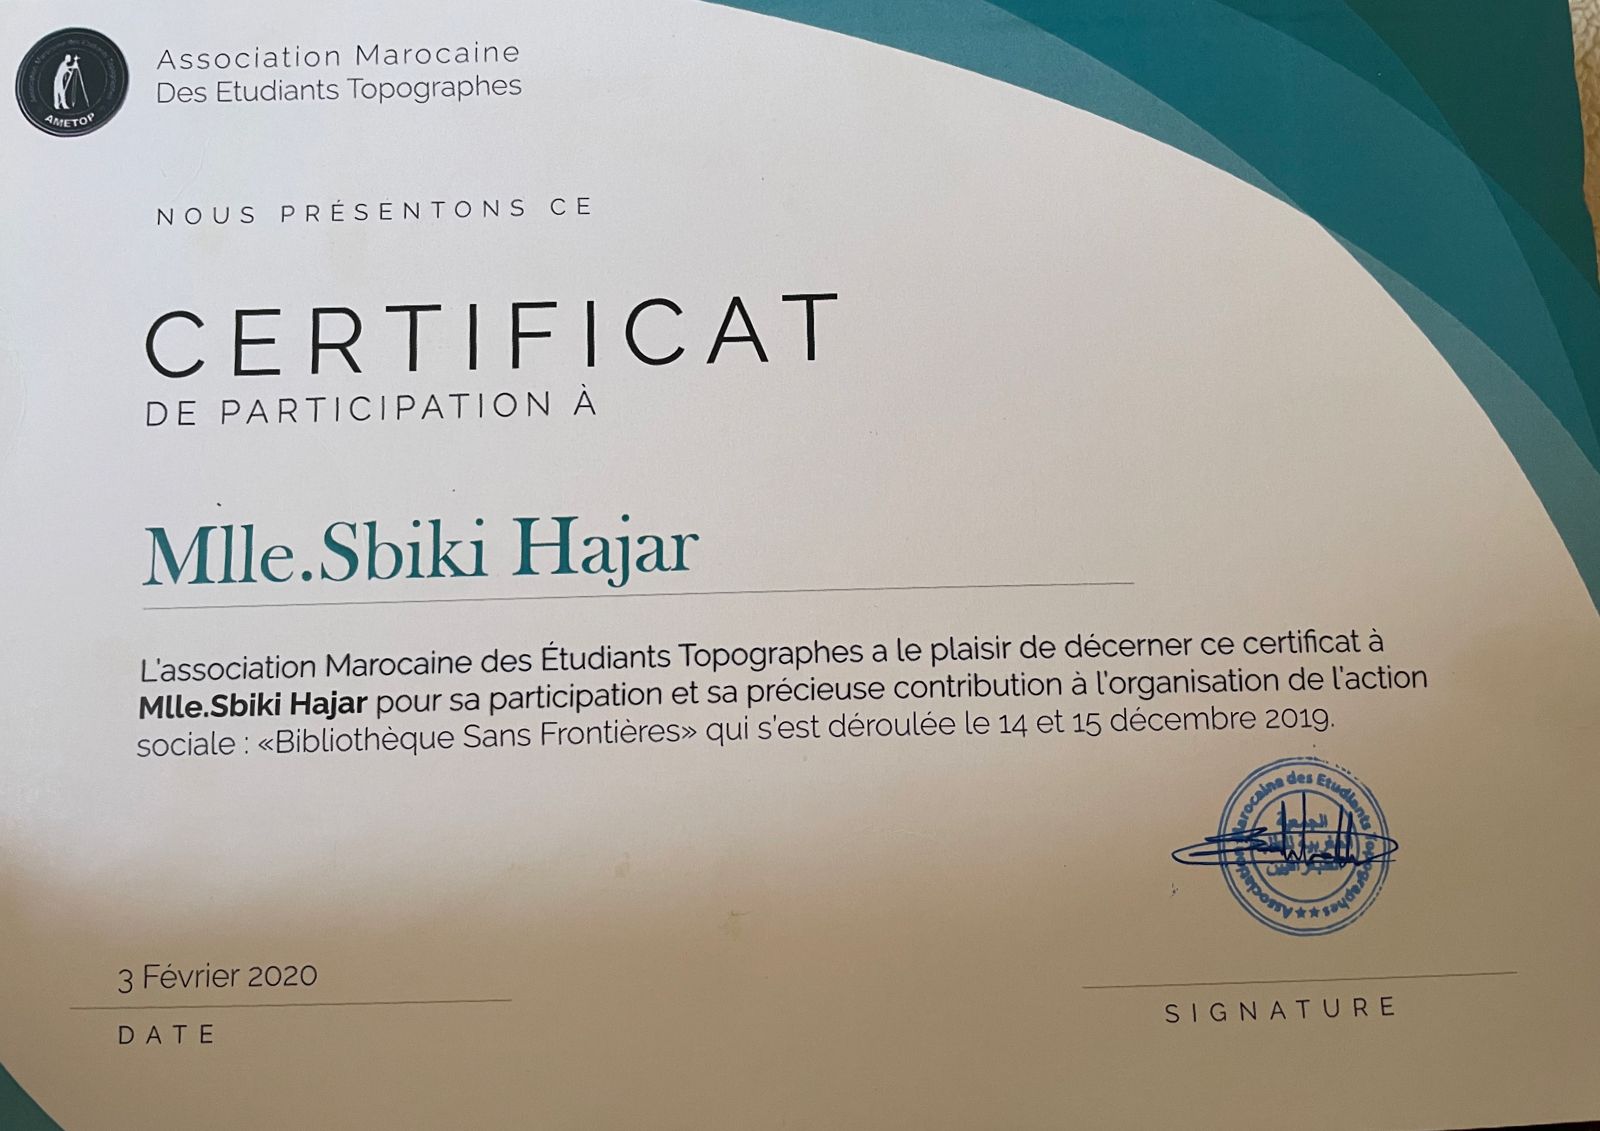 Association Marocaine
Des Etudiants Topographes
AMETOP
NOUS PRÉSENTONS CE
CERTIFICAT
DE PARTICIPATION À
Mlle.Sbiki Hajar
L'association Marocaine des Étudiants Topographes a le plaisir de décerner ce certificat à
Mlle.Sbiki Hajar pour sa participation et sa précieuse contribution à l'organisation de l'action
sociale : «Bibliothèque Sans Frontières» qui s'est déroulée le 14 et 15 décembre 2019.
Association Marocaine des Etudiants Topographes
الجمعية
3 Février 2020
DATE
SIGNATURE